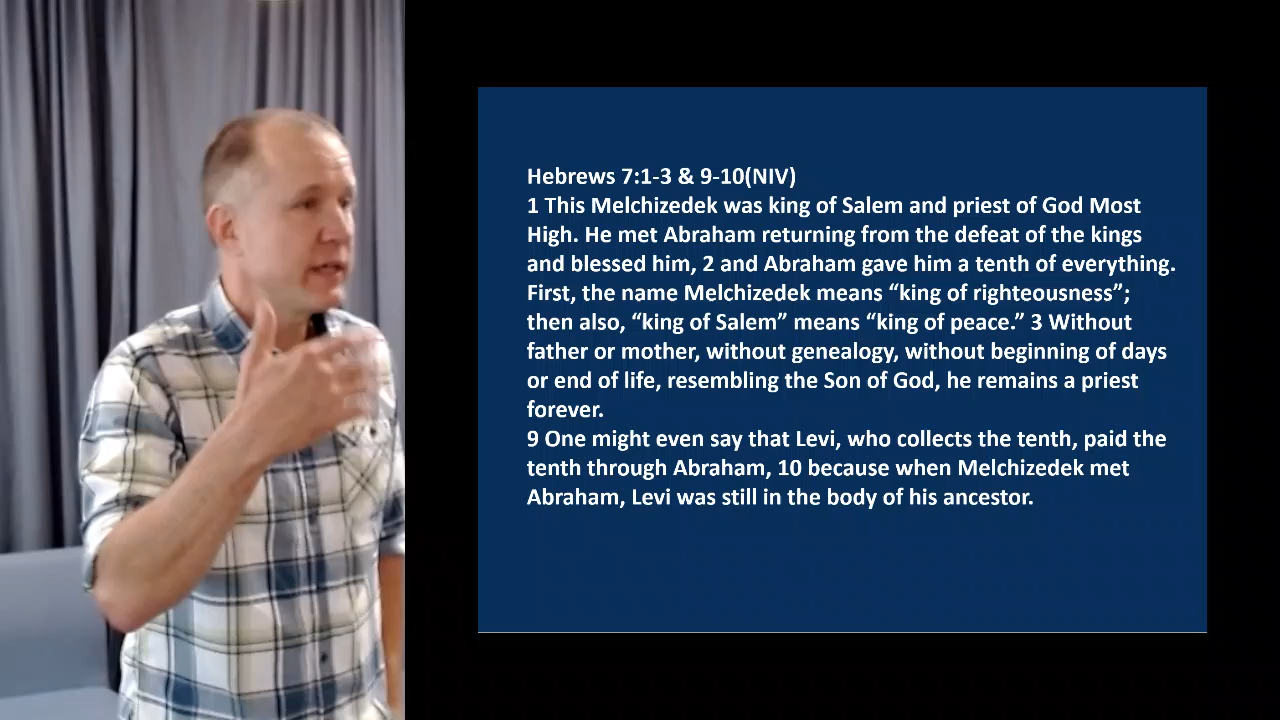 Hebrews 7:1-3 & 9-10(NIV)
1 This Melchizedek was king of Salem and priest of God Most
High. He met Abraham returning from the defeat of the kings
and blessed him, 2 and Abraham gave him a tenth of everything.
First, the name Melchizedek means “king of righteousness”;
then also, “king of Salem” means “king of peace.” 3 Without
father or mother, without genealogy, without beginning of days
or end of life, resembling the Son of God, he remains a priest
forever.
9 One might even say that Levi, who collects the tenth, paid the
tenth through Abraham, 10 because when Melchizedek met
Abraham, Levi was still in the body of his ancestor.